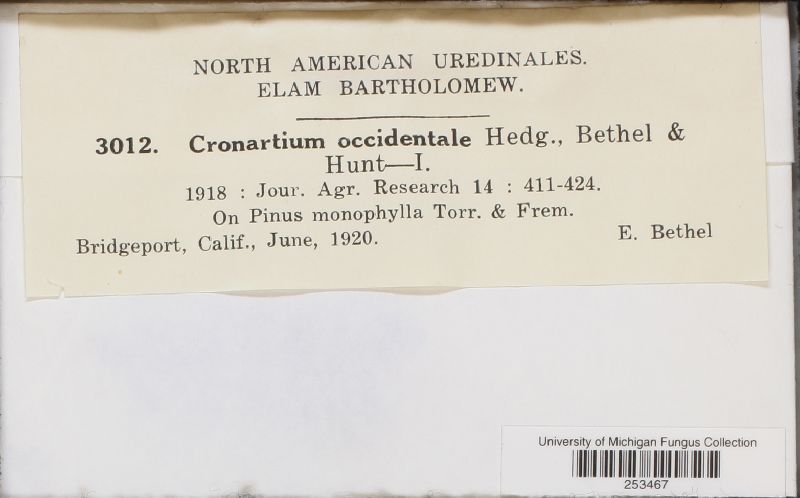 NORTH AMERICAN UREDINALES.
ELAM BARTHOLOMEW.
3012. Cronartium occidentale Hedg., Bethel &
Hunt—I.
1918 : Jour. Agr. Research 14 : 411-424.
On Pinus monophylla Torr. & Frem.
Bridgeport, Calif., June, 1920. E. Bethel
University of Michigan Fungus Collection
253467